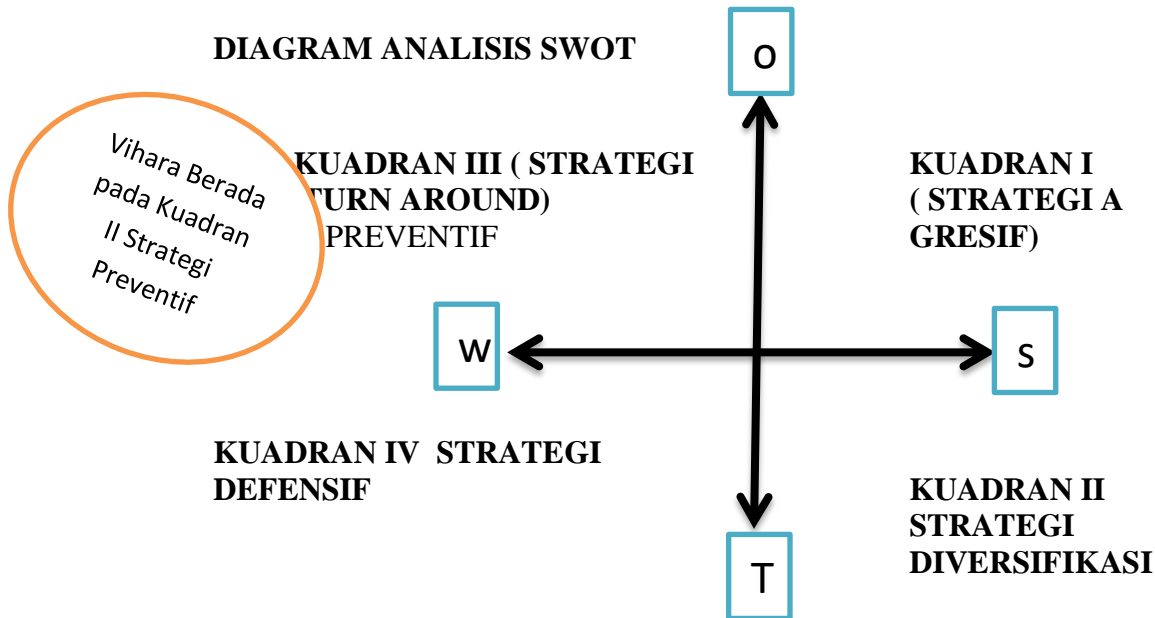 DIAGRAM ANALISIS SWOT
o
Vihara Berada
pada Kuadran
II Strategi
Preventif
KUADRAN III ( STRATEGI
TURN AROUND)
PREVENTIF
KUADRAN I
( STRATEGI A
GRESIF)
w
s
KUADRAN IV STRATEGI
DEFENSIF
KUADRAN II
STRATEGI
DIVERSIFIKASI
T